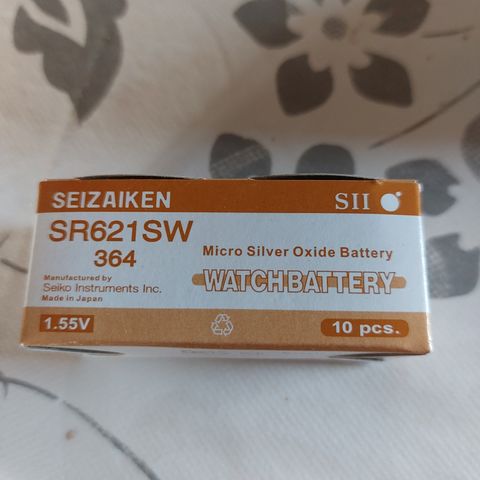 SEIZAIKEN
SII
SR621SW
364
Micro Silver Oxide Battery
WATCHBATTERY
Manufactured by
Seiko Instruments Inc.
Made in Japan
1.55V
10 pcs.